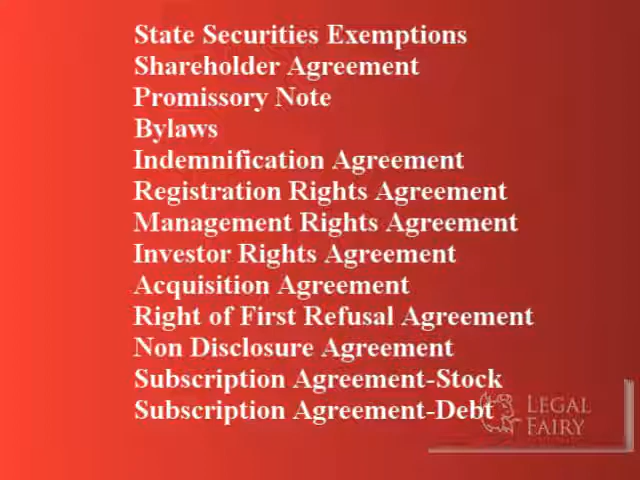 State Securities Exemptions
Shareholder Agreement
Promissory Note
Bylaws
Indemnification Agreement
Registration Rights Agreement
Management Rights Agreement
Investor Rights Agreement
Acquisition Agreement
Right of First Refusal Agreement
Non Disclosure Agreement
Subscription Agreement-Stock
Subscription Agreement-Debt
LEGAL
FAIRY